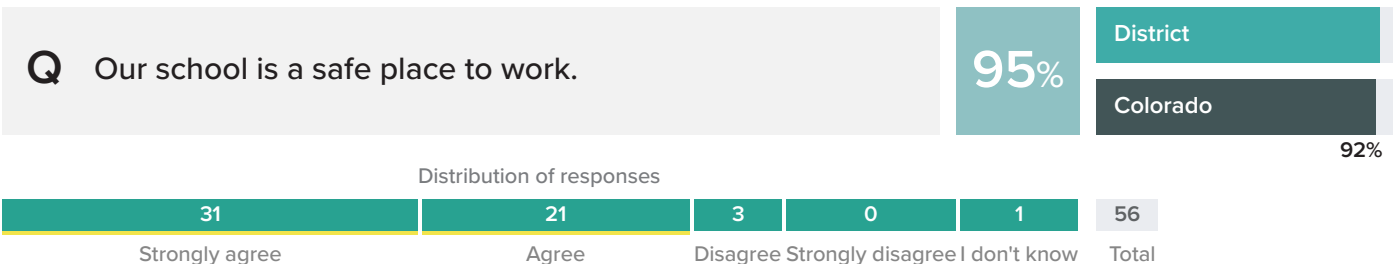 Q Our school is a safe place to work.
95%
District
Colorado
92%
Distribution of responses
31 21 3 0 1 56
Strongly agree Agree Disagree Strongly disagree I don't know Total